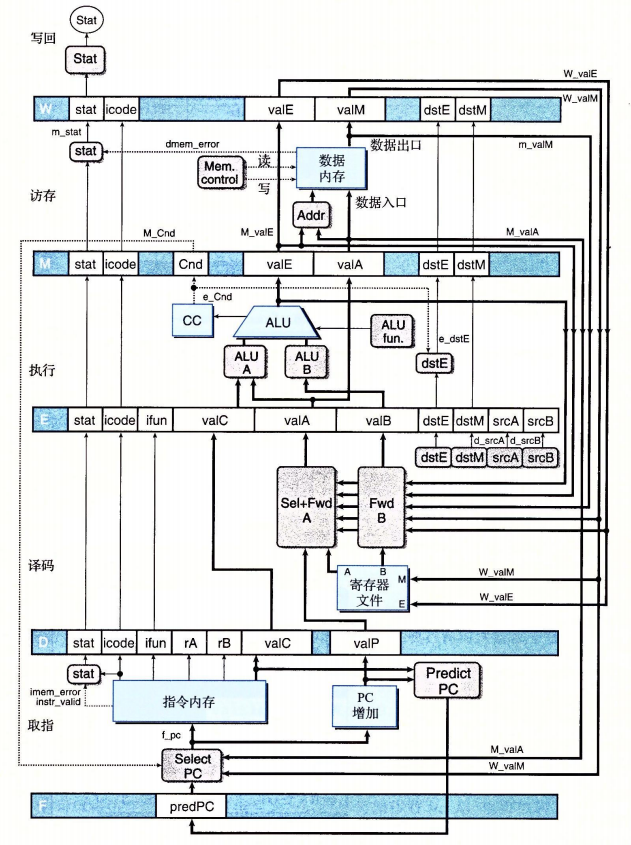 Stat
写回
Stat
W_valE
W stat icode valE valM dstE dstM
W_valM
m_stat
stat
dmem_error
数据出口
m_valM
Mem. control
读
写
数据
内存
访存
数据入口
Addr
M_Cnd
M_valE
M_valA
M stat icode Cnd valE valA dstE dstM
e_Cnd
CC
ALU
ALU
fun.
e_dstE
ALU
A
ALU
B
dstE
执行
E stat icode ifun valC valA valB dstE dstM srcA srcB
d_srcA d_srcB
dstE dstM srcA srcB
Sel+Fwd
A
Fwd
B
译码
A B
M
E
寄存器
文件
W_valM
W_valE
D stat icode ifun rA rB valC valP
stat
imem_error
instr_valid
指令内存
PC
增加
Predict
PC
取指
f_pc
Select
PC
M_valA
W_valM
F predPC